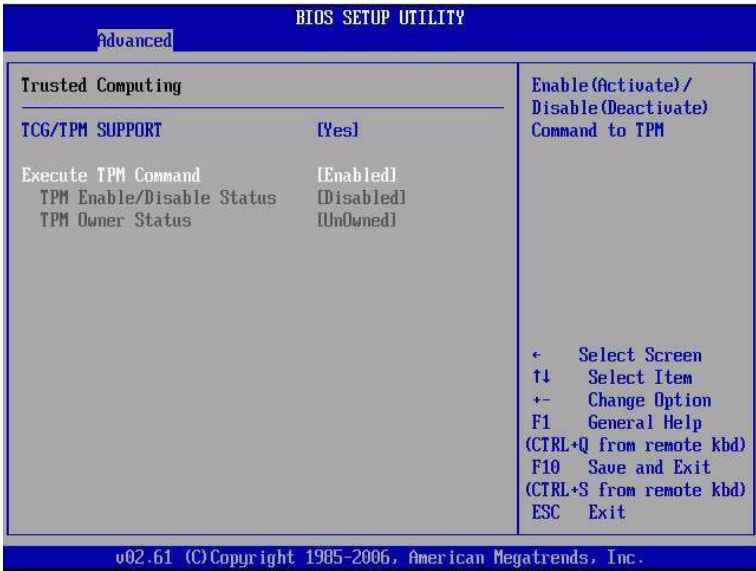 BIOS SETUP UTILITY
Advanced
Trusted Computing
TCG/TPM SUPPORT [Yes]
Execute TPM Command [Enabled]
TPM Enable/Disable Status [Disabled]
TPM Owner Status [UnOwned]
Enable(Activate)/
Disable(Deactivate)
Command to TPM
← Select Screen
↑↓ Select Item
+- Change Option
F1 General Help
(CTRL+Q from remote kbd)
F10 Save and Exit
(CTRL+S from remote kbd)
ESC Exit
v02.61 (C)Copyright 1985-2006, American Megatrends, Inc.